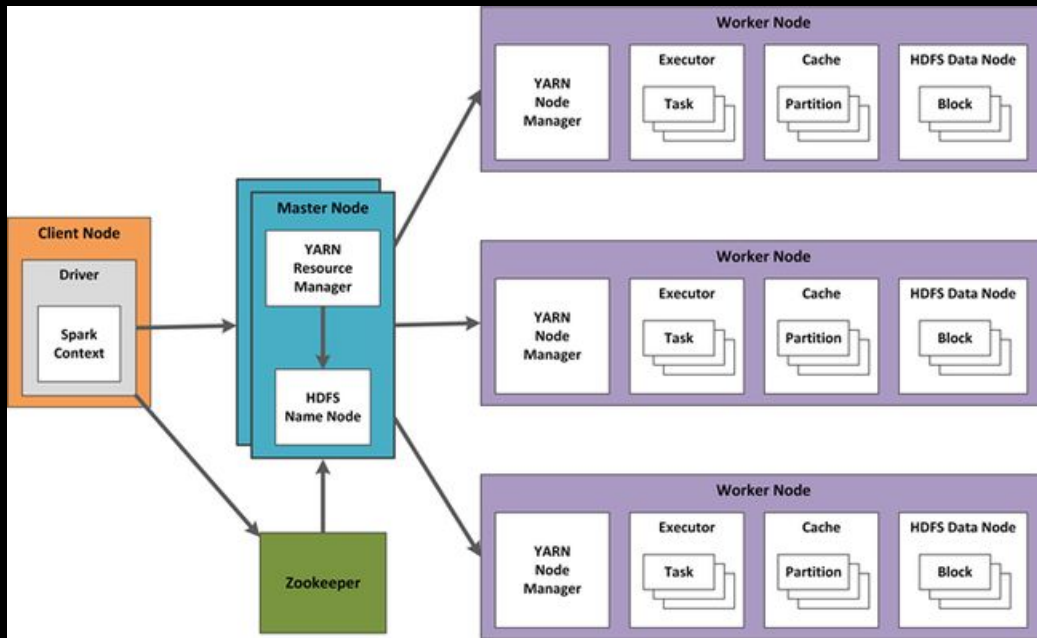 Client Node
Driver
Spark
Context
Master Node
YARN
Resource
Manager
HDFS
Name Node
Zookeeper
Worker Node
YARN
Node
Manager
Executor
Task
Cache
Partition
HDFS Data Node
Block
Worker Node
YARN
Node
Manager
Executor
Task
Cache
Partition
HDFS Data Node
Block
Worker Node
YARN
Node
Manager
Executor
Task
Cache
Partition
HDFS Data Node
Block